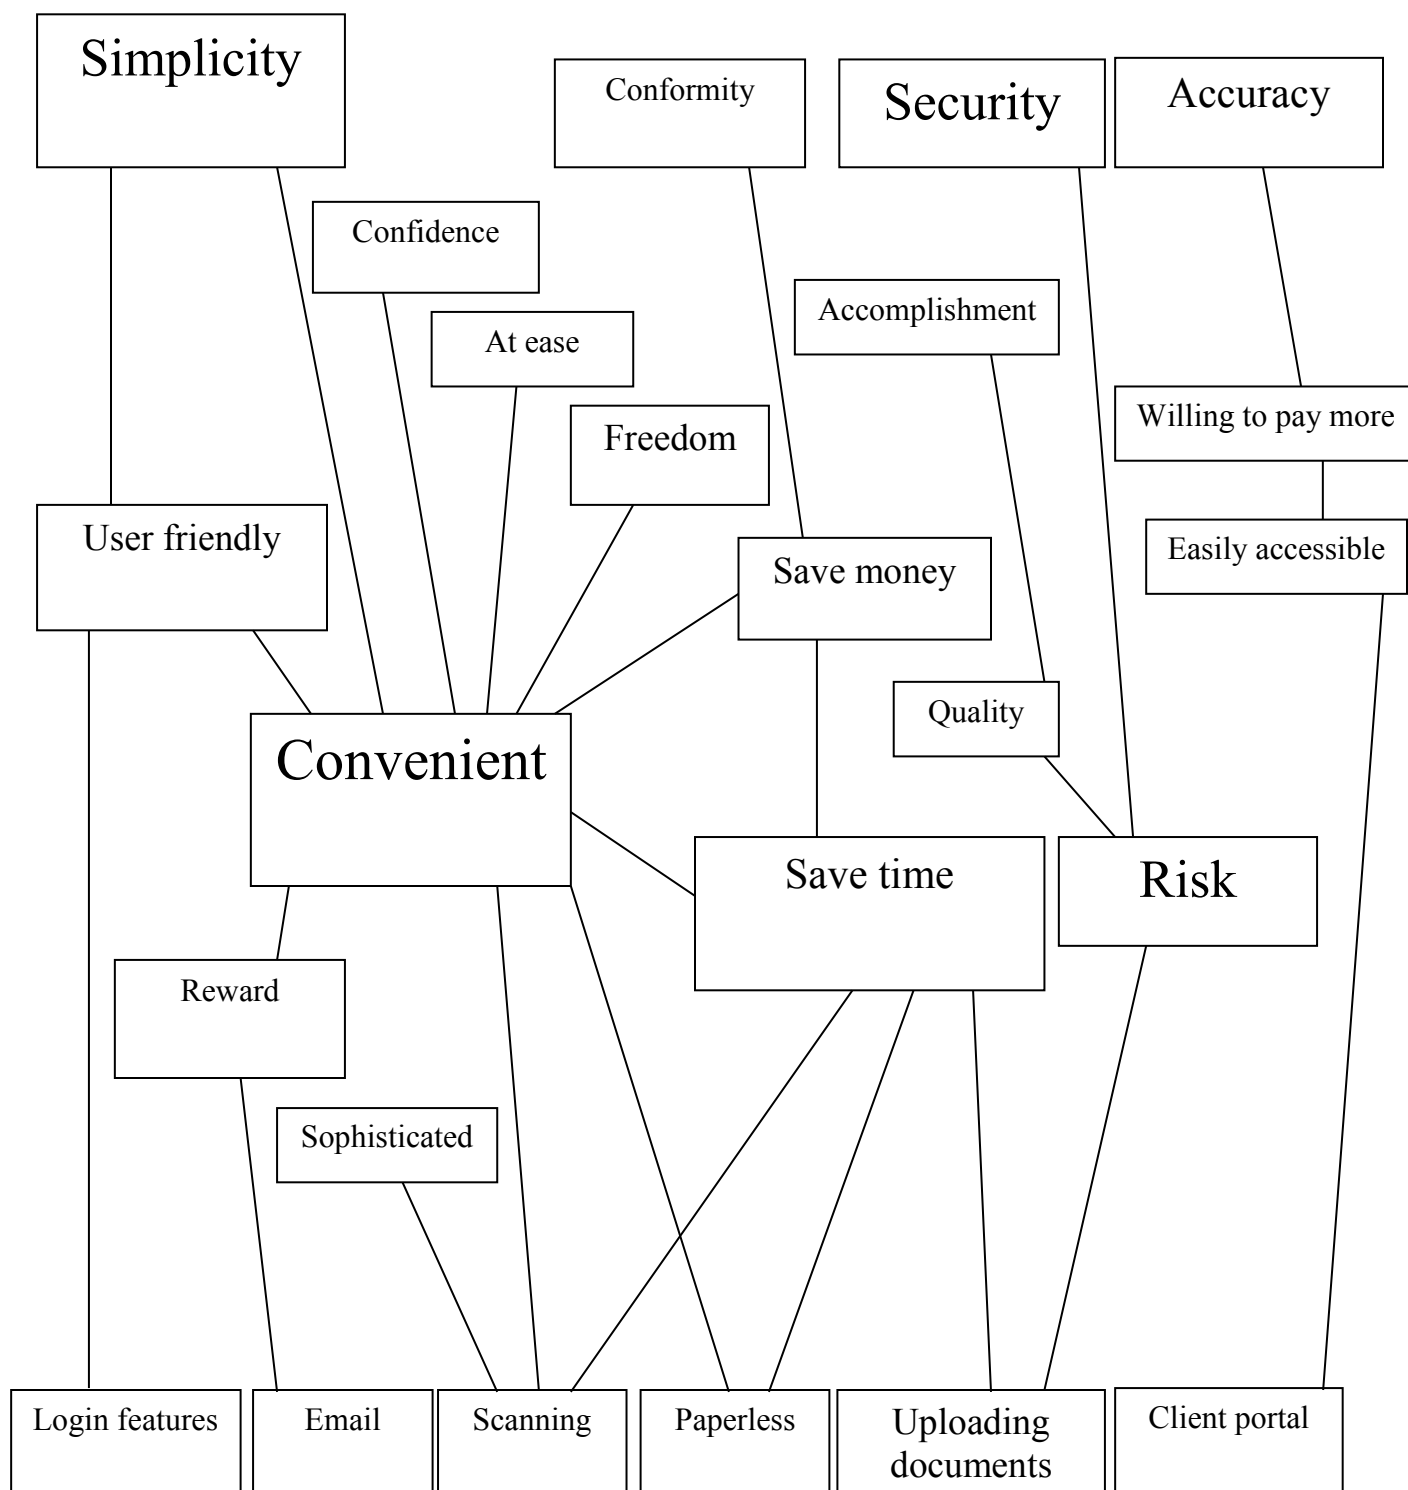 Simplicity
Conformity
Security
Accuracy
Confidence
Accomplishment
At ease
Willing to pay more
Freedom
User friendly
Easily accessible
Save money
Quality
Convenient
Save time
Risk
Reward
Sophisticated
Login features
Email
Scanning
Paperless
Uploading
documents
Client portal